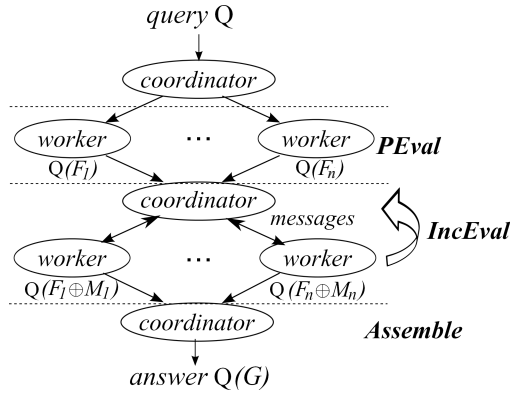 query Q
coordinator
worker ... worker PEval
Q(F₁) Q(Fₙ)
coordinator
messages
IncEval
worker ... worker
Q(F₁⊕M₁) Q(Fₙ⊕Mₙ)
coordinator
Assemble
answer Q(G)